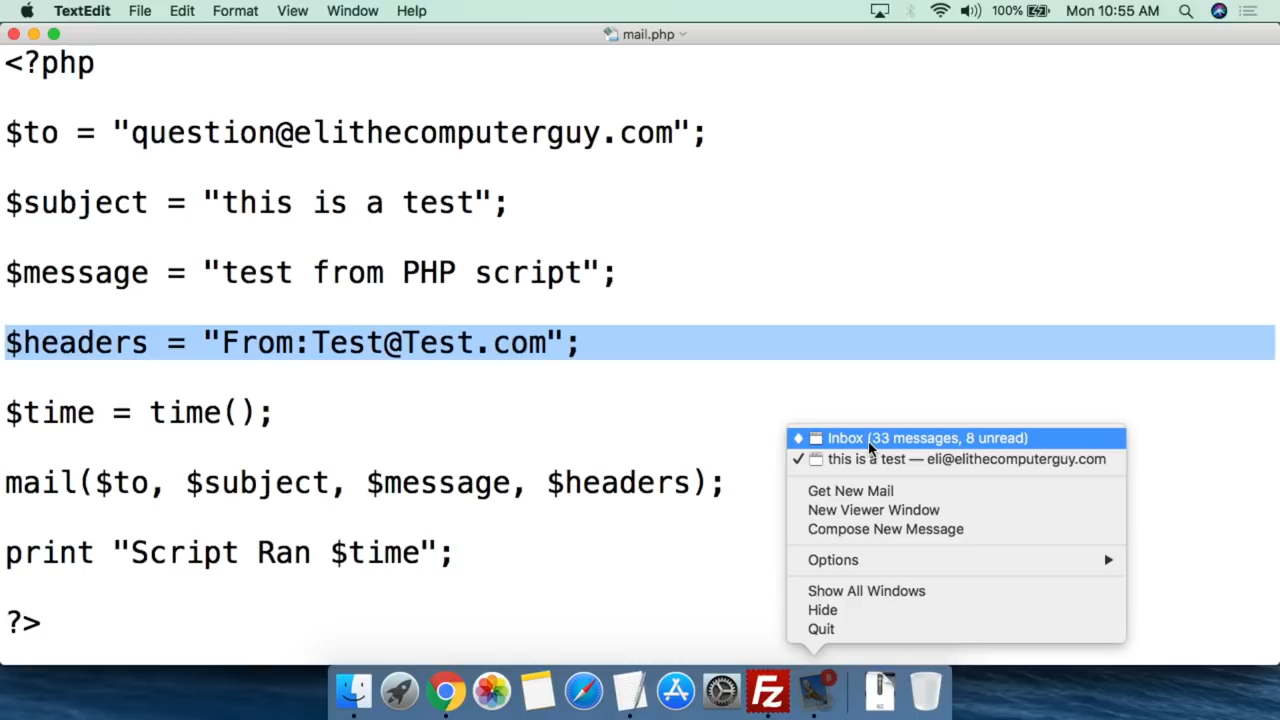 TextEdit File Edit Format View Window Help 100% Mon 10:55 AM
mail.php
<?php
$to = "question@elithecomputerguy.com";
$subject = "this is a test";
$message = "test from PHP script";
$headers = "From:Test@Test.com";
$time = time();
mail($to, $subject, $message, $headers);
print "Script Ran $time";
?>
Inbox (33 messages, 8 unread)
this is a test — eli@elithecomputerguy.com
Get New Mail
New Viewer Window
Compose New Message
Options
Show All Windows
Hide
Quit
Fz 8